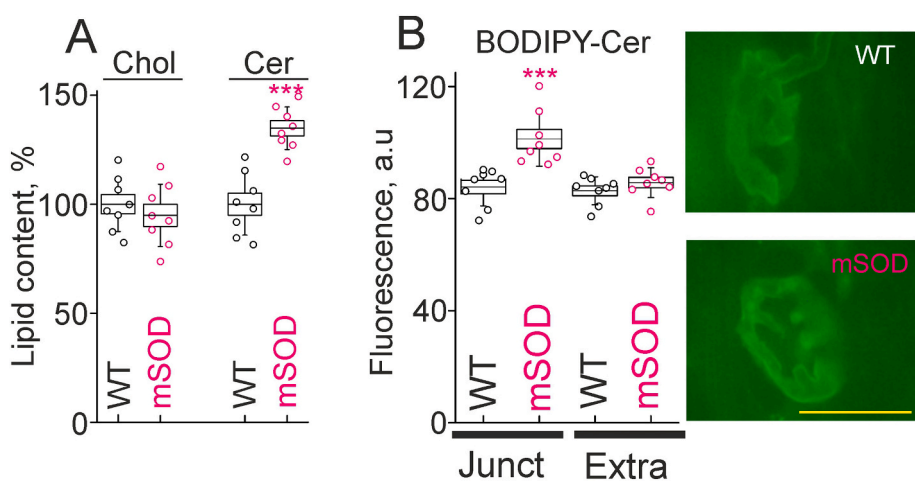 A
Chol
Cer
Lipid content, %
150
100
50
0
***
WT
mSOD
WT
mSOD
B
BODIPY-Cer
Fluorescence, a.u
120
80
40
0
***
WT
mSOD
WT
mSOD
Junct
Extra
WT
mSOD